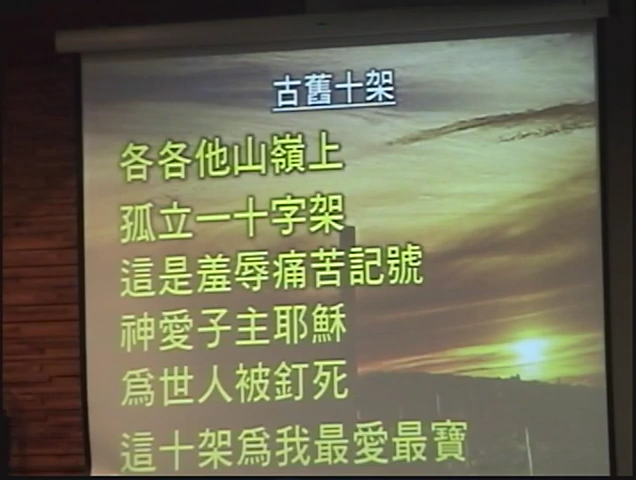 古舊十架
各各他山嶺上
孤立一十字架
這是羞辱痛苦記號
神愛子主耶穌
爲世人被釘死
這十架爲我最愛最寶